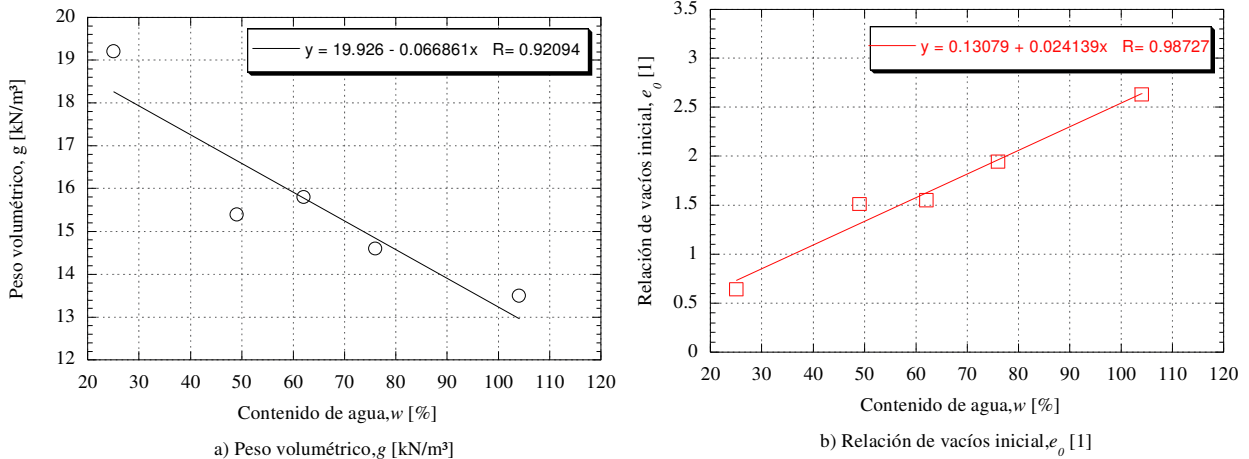 y = 19.926 - 0.066861x R= 0.92094
Peso volumétrico, g [kN/m³]
20
19
18
17
16
15
14
13
12
20 30 40 50 60 70 80 90 100 110 120
Contenido de agua,w [%]
a) Peso volumétrico,g [kN/m³]
y = 0.13079 + 0.024139x R= 0.98727
Relación de vacíos inicial, e₀ [1]
3.5
3
2.5
2
1.5
1
0.5
0
20 30 40 50 60 70 80 90 100 110 120
Contenido de agua,w [%]
b) Relación de vacíos inicial,e₀ [1]